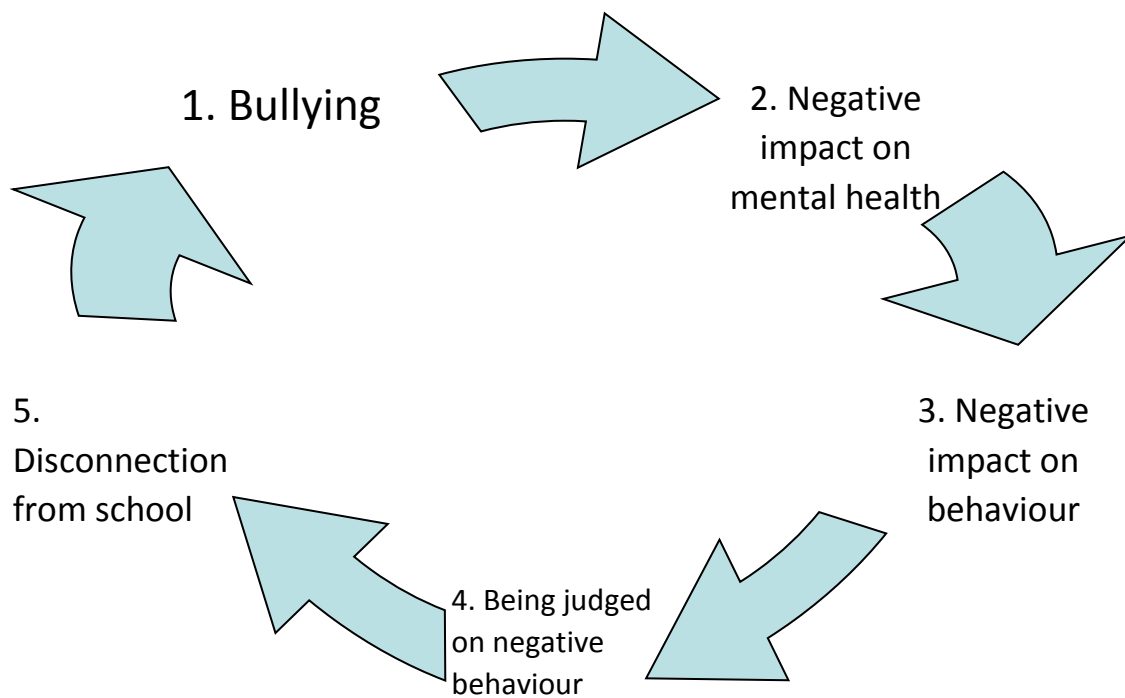 1. Bullying
2. Negative
impact on
mental health
3. Negative
impact on
behaviour
4. Being judged
on negative
behaviour
5.
Disconnection
from school